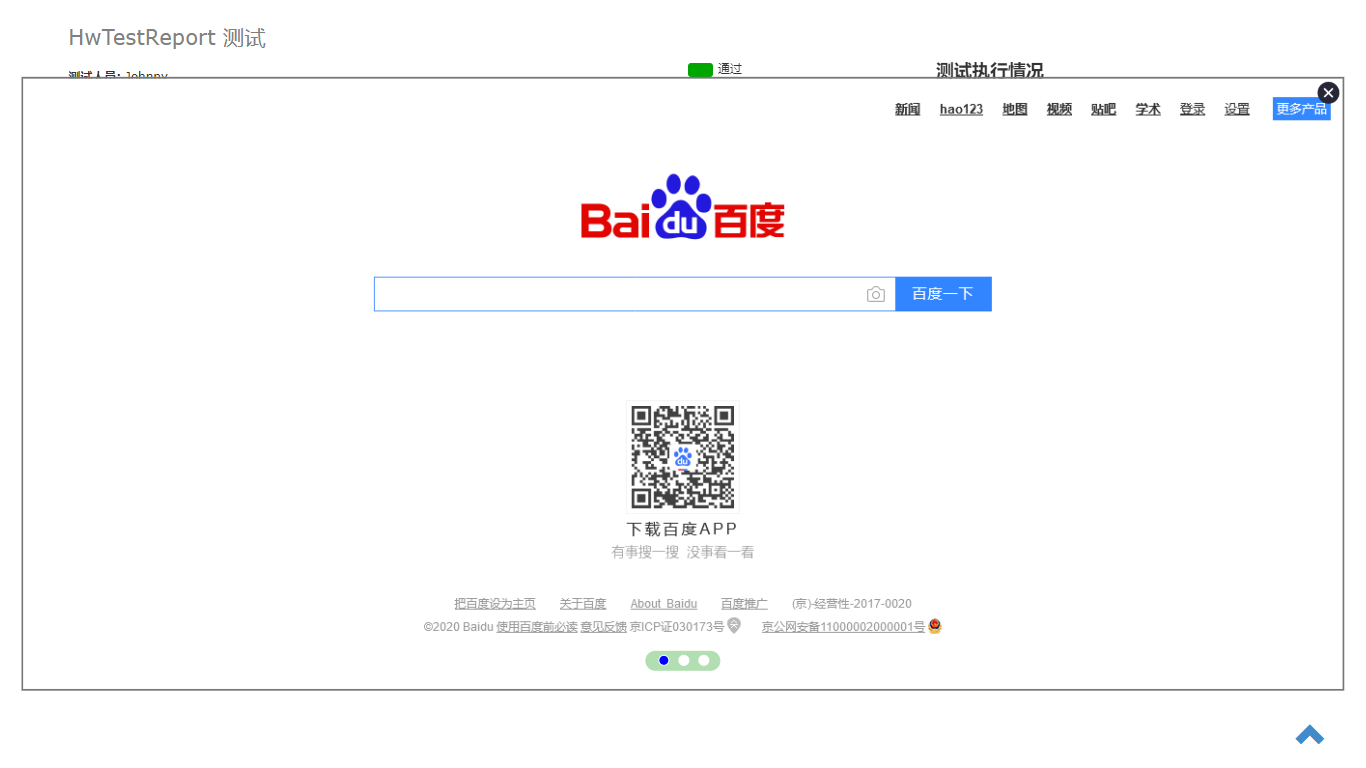 HwTestReport 测试
测试人员: Johnny
通过
测试执行情况
新闻 hao123 地图 视频 贴吧 学术 登录 设置 更多产品
Bai du 百度
百度一下
du
下载百度APP
有事搜一搜 没事看一看
把百度设为主页 关于百度 About Baidu 百度推广 (京)-经营性-2017-0020
©2020 Baidu 使用百度前必读 意见反馈 京ICP证030173号 京公网安备11000002000001号